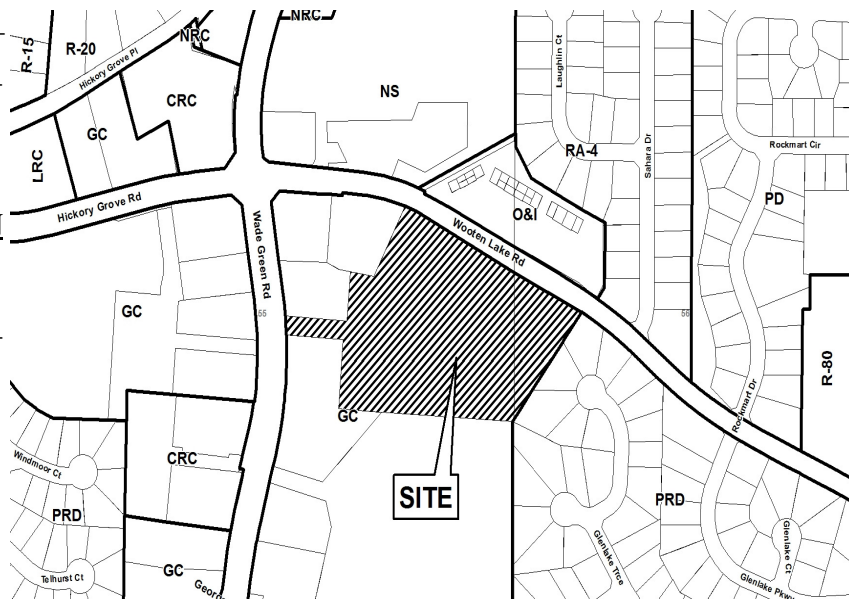 NRC
R-15
R-20
NRC
Hickory Grove Pl
CRC
NS
GC
LRC
Laughlin Ct
RA-4
Sahara Dr
Rockmart Cir
PD
Hickory Grove Rd
Wade Green Rd
Wooten Lake Rd
O&I
GC
55
56
R-80
GC
Rockmart Dr
CRC
SITE
Windmoor Ct
PRD
PRD
Telhurst Ct
GC
Glenlake Trce
Glenlake Ct
Glenlake Pkwy